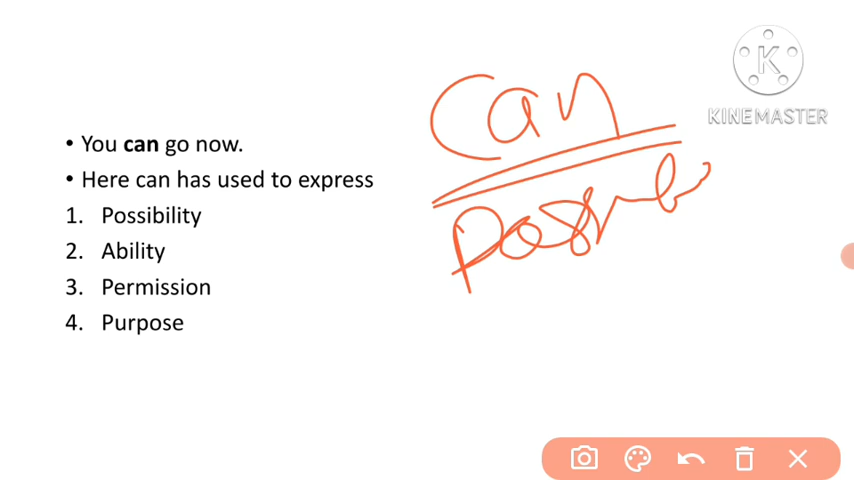 • You can go now.
• Here can has used to express
1. Possibility
2. Ability
3. Permission
4. Purpose
Can
K
KINEMASTER